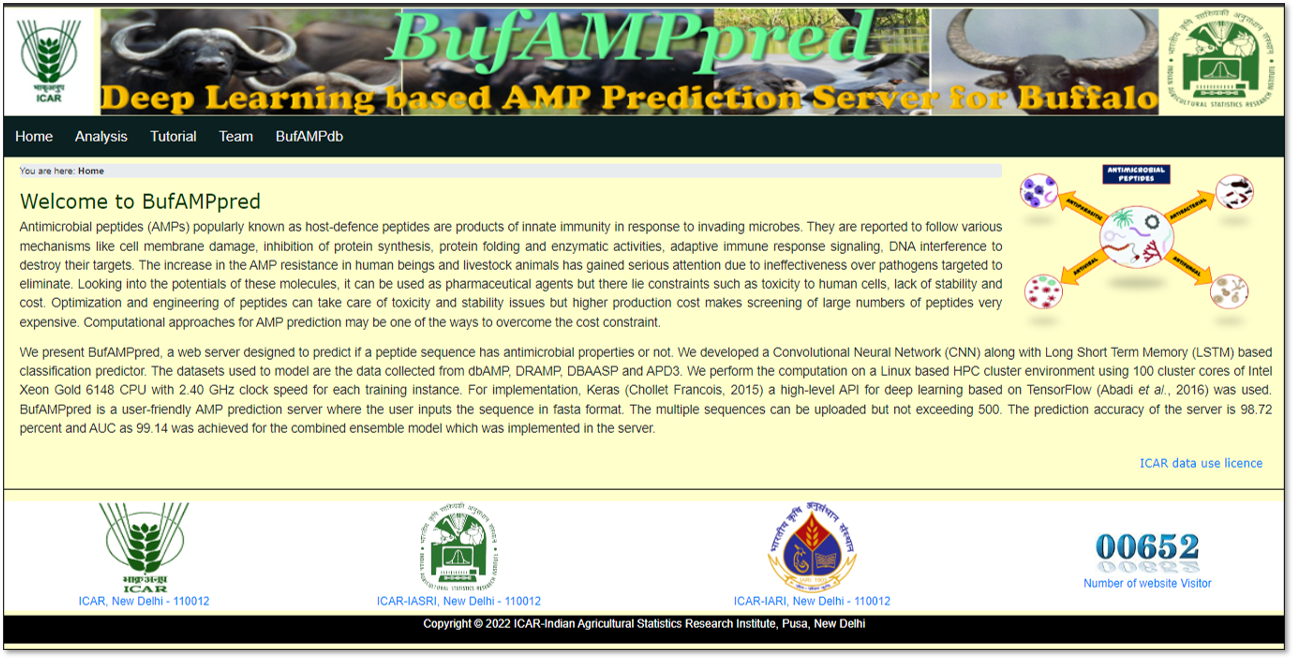 BufAMPpred
Deep Learning based AMP Prediction Server for Buffalo
भाकृअनुप
ICAR
Home Analysis Tutorial Team BufAMPdb
You are here: Home
ANTIMICROBIAL
PEPTIDES
ANTIPARASITIC
ANTIBACTERIAL
ANTIVIRAL
ANTIFUNGAL
Welcome to BufAMPpred
Antimicrobial peptides (AMPs) popularly known as host-defence peptides are products of innate immunity in response to invading microbes. They are reported to follow various
mechanisms like cell membrane damage, inhibition of protein synthesis, protein folding and enzymatic activities, adaptive immune response signaling, DNA interference to
destroy their targets. The increase in the AMP resistance in human beings and livestock animals has gained serious attention due to ineffectiveness over pathogens targeted to
eliminate. Looking into the potentials of these molecules, it can be used as pharmaceutical agents but there lie constraints such as toxicity to human cells, lack of stability and
cost. Optimization and engineering of peptides can take care of toxicity and stability issues but higher production cost makes screening of large numbers of peptides very
expensive. Computational approaches for AMP prediction may be one of the ways to overcome the cost constraint.
We present BufAMPpred, a web server designed to predict if a peptide sequence has antimicrobial properties or not. We developed a Convolutional Neural Network (CNN) along with Long Short Term Memory (LSTM) based
classification predictor. The datasets used to model are the data collected from dbAMP, DRAMP, DBAASP and APD3. We perform the computation on a Linux based HPC cluster environment using 100 cluster cores of Intel
Xeon Gold 6148 CPU with 2.40 GHz clock speed for each training instance. For implementation, Keras (Chollet Francois, 2015) a high-level API for deep learning based on TensorFlow (Abadi et al., 2016) was used.
BufAMPpred is a user-friendly AMP prediction server where the user inputs the sequence in fasta format. The multiple sequences can be uploaded but not exceeding 500. The prediction accuracy of the server is 98.72
percent and AUC as 99.14 was achieved for the combined ensemble model which was implemented in the server.
ICAR data use licence
भाकृअनुप
ICAR
भारतीय कृषि अनुसंधान संस्थान
00652
Number of website Visitor
ICAR, New Delhi - 110012
ICAR-IASRI, New Delhi - 110012
ICAR-IARI, New Delhi - 110012
Copyright © 2022 ICAR-Indian Agricultural Statistics Research Institute, Pusa, New Delhi